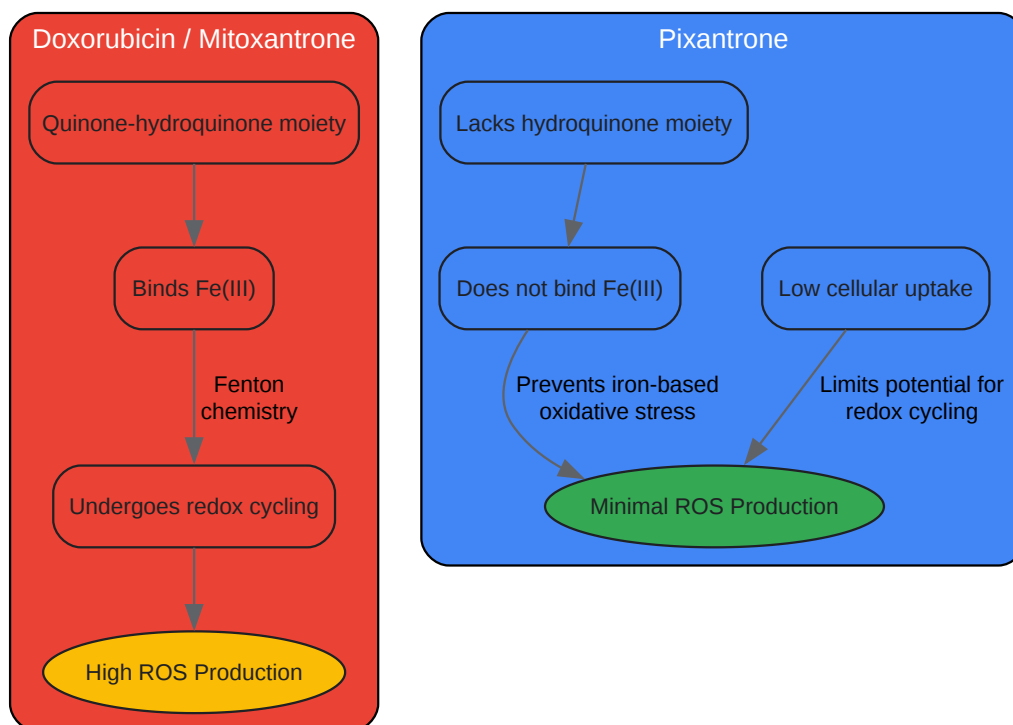 Doxorubicin / Mitoxantrone
Quinone-hydroquinone moiety
Binds Fe(III)
Fenton
chemistry
Undergoes redox cycling
High ROS Production
Pixantrone
Lacks hydroquinone moiety
Does not bind Fe(III)
Low cellular uptake
Prevents iron-based
oxidative stress
Limits potential for
redox cycling
Minimal ROS Production